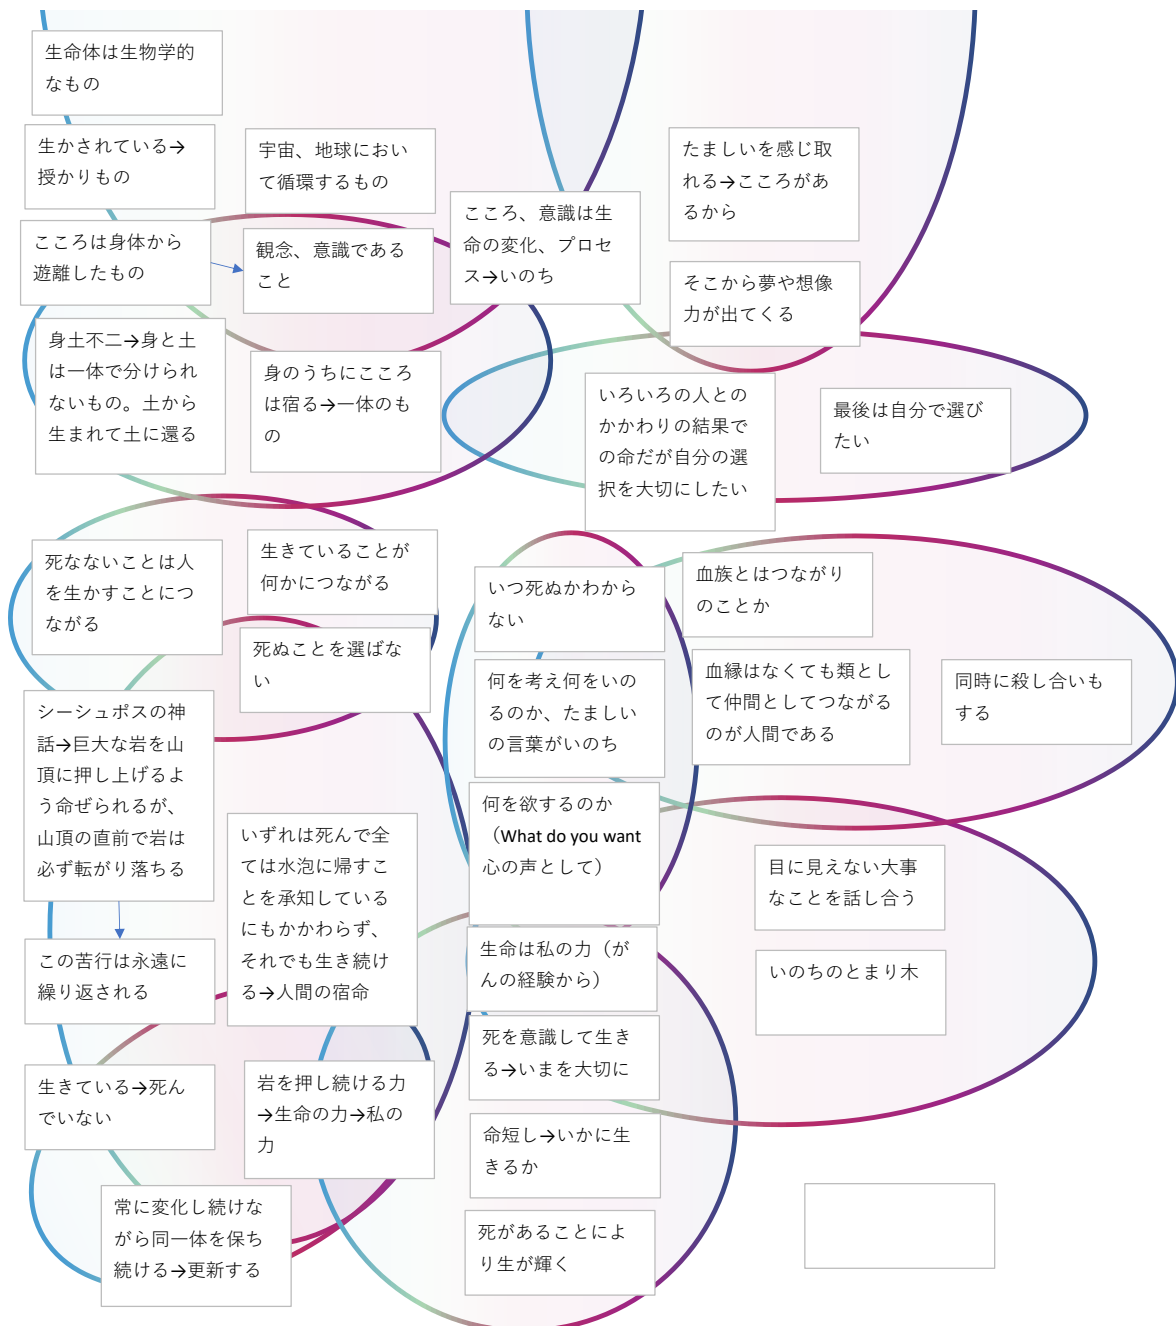 生命体は生物学的
なもの
生かされている→
授かりもの
宇宙、地球におい
て循環するもの
たましいを感じ取
れる→こころがあ
るから
こころは身体から
遊離したもの
観念、意識である
こと
こころ、意識は生
命の変化、プロセ
ス→いのち
そこから夢や想像
力が出てくる
身土不二→身と土
は一体で分けられ
ないもの。土から
生まれて土に還る
身のうちにこころ
は宿る→一体のも
の
いろいろの人との
かかわりの結果で
の命だが自分の選
択を大切にしたい
最後は自分で選び
たい
死なないことは人
を生かすことにつ
ながる
生きていることが
何かにつながる
死ぬことを選ばな
い
いつ死ぬかわから
ない
血族とはつながり
のことか
何を考え何をいの
るのか、たましい
の言葉がいのち
血縁はなくても類とし
て仲間としてつながる
のが人間である
同時に殺し合いも
する
シーシュポスの神
話→巨大な岩を山
頂に押し上げるよ
う命ぜられるが、
山頂の直前で岩は
必ず転がり落ちる
いずれは死んで全
ては水泡に帰すこ
とを承知している
にもかかわらず、
それでも生き続け
る→人間の宿命
何を欲するのか
（What do you want
心の声として）
目に見えない大事
なことを話し合う
この苦行は永遠に
繰り返される
生命は私の力（が
んの経験から）
いのちのとまり木
生きている→死ん
でいない
岩を押し続ける力
→生命の力→私の
力
死を意識して生き
る→いまを大切に
命短し→いかに生
きるか
常に変化し続けな
がら同一体を保ち
続ける→更新する
死があることによ
り生が輝く